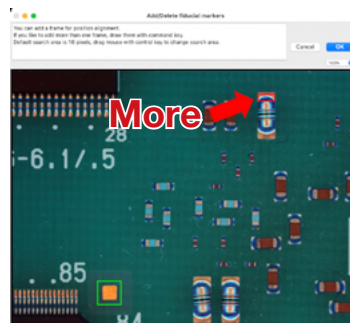 Add/Delete fiducial markers
You can add a frame for position alignment.
If you like to add more than one frame, draw them with command key.
Default search area is 16 pixels, drag mouse with control key to change search area.
Cancel
OK
100%
More
28
-6.1/.5
.85
84